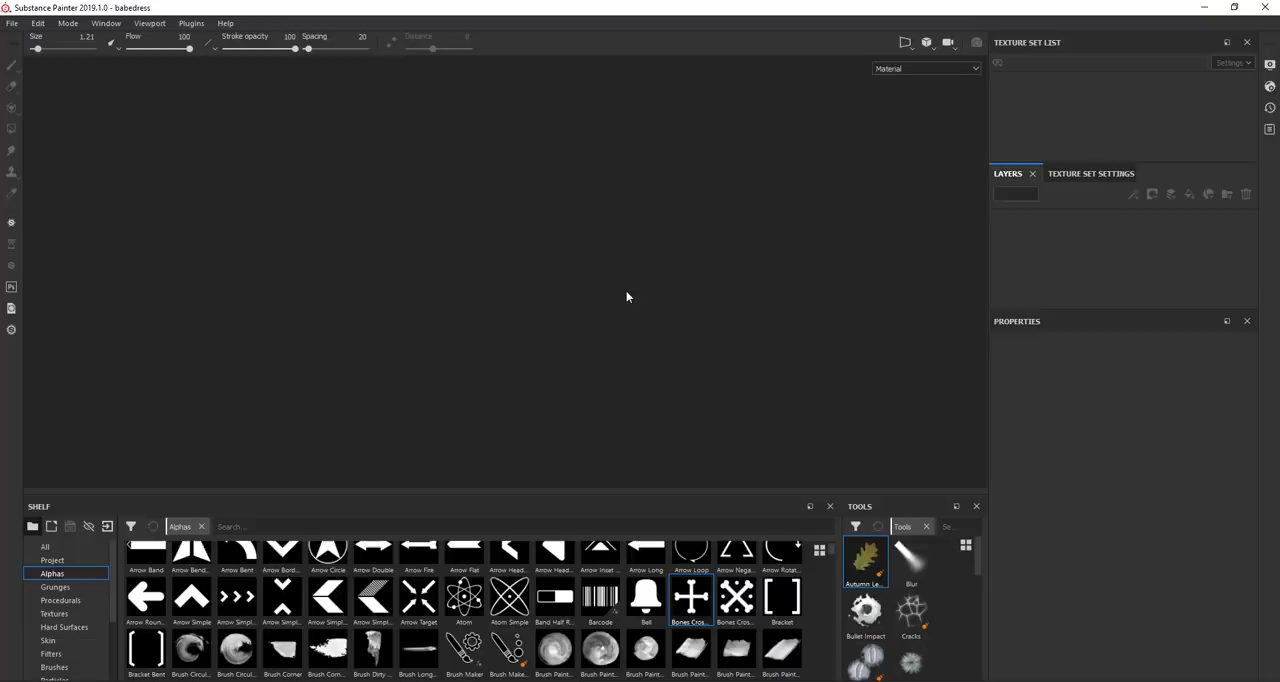 Substance Painter 2019.1.0 - babedress
File Edit Mode Window Viewport Plugins Help
Size 1.21 Flow 100 Stroke opacity 100 Spacing 20 Distance 8
Material
TEXTURE SET LIST
Settings
LAYERS TEXTURE SET SETTINGS
PROPERTIES
SHELF
Alphas Search...
All
Project
Alphas
Grunges
Procedurals
Textures
Hard Surfaces
Skin
Filters
Brushes
Arrow Band Arrow Bend... Arrow Bent Arrow Bord... Arrow Circle Arrow Double Arrow Fire Arrow Flat Arrow Head... Arrow Head... Arrow Inset ... Arrow Long Arrow Loop Arrow Nega... Arrow Rotat...
Arrow Roun... Arrow Simple Arrow Simpl... Arrow Simpl... Arrow Simpl... Arrow Simpl... Arrow Target Atom Atom Simple Band Half R... Barcode Bell Bones Cros... Bones Cros... Bracket
Bracket Bent Brush Circul... Brush Circul... Brush Corner Brush Corn... Brush Dirty ... Brush Long... Brush Maker Brush Make... Brush Paint... Brush Paint... Brush Paint... Brush Paint... Brush Paint... Brush Paint...
TOOLS
Tools Se...
Autumn Le... Blur
Bullet Impact Cracks
Ps